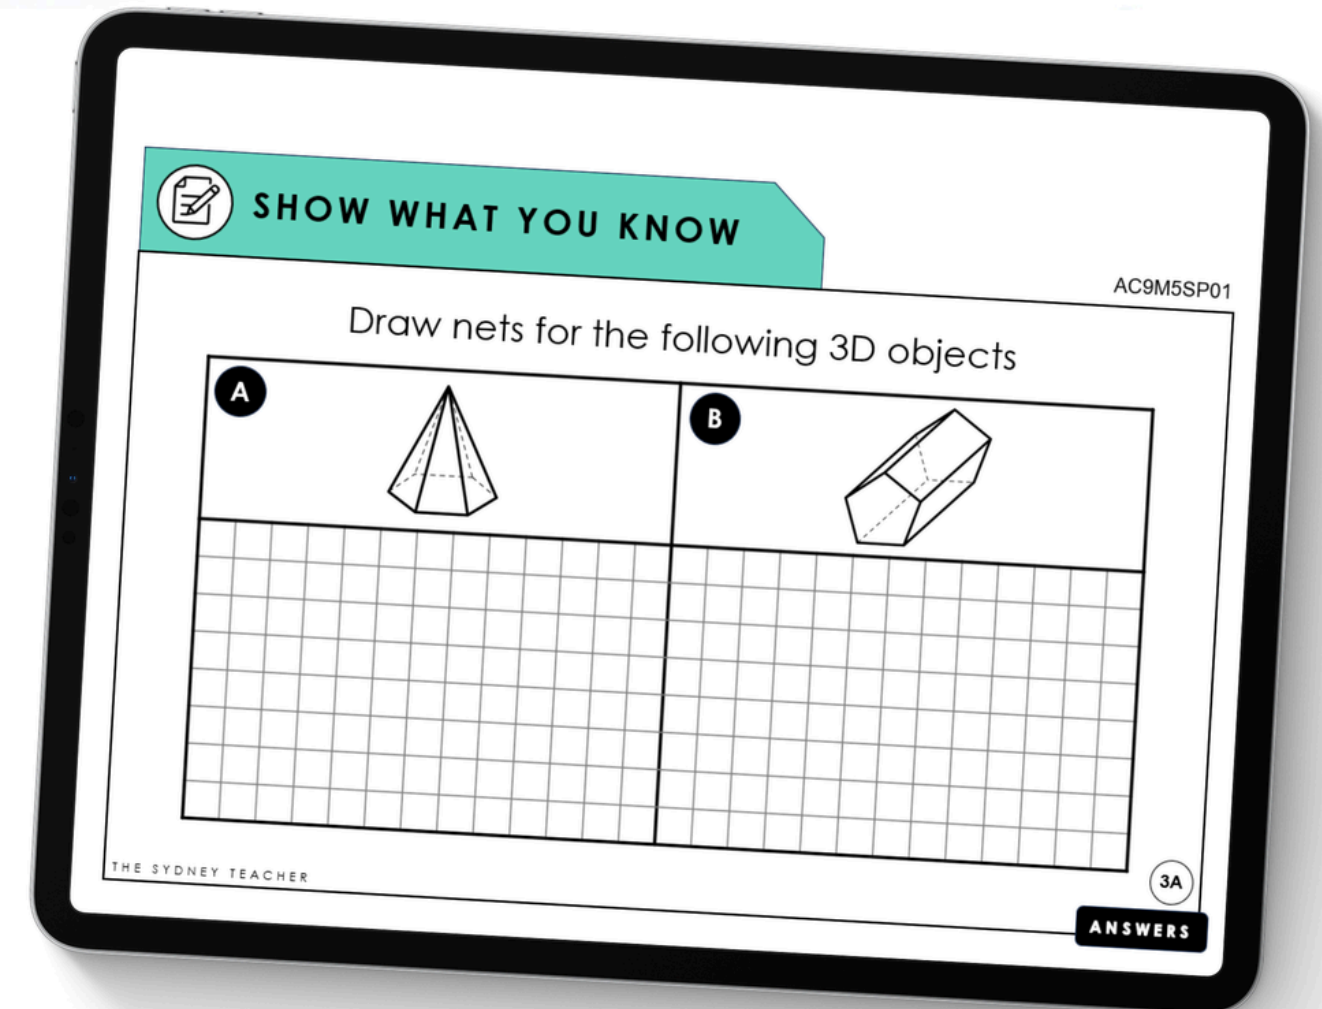 SHOW WHAT YOU KNOW
AC9M5SP01
Draw nets for the following 3D objects
A
B
THE SYDNEY TEACHER
3A
ANSWERS